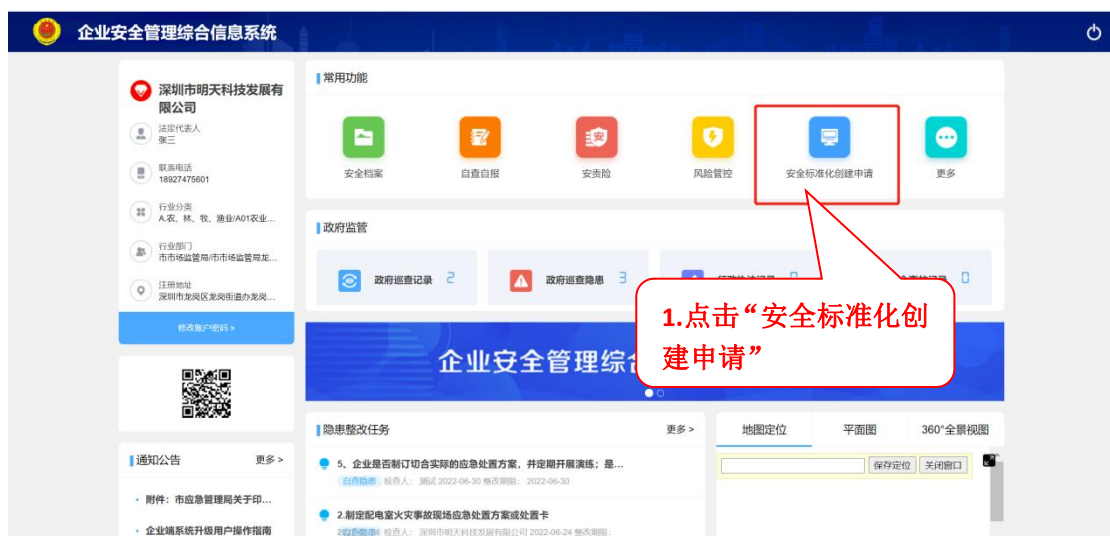 企业安全管理综合信息系统
深圳市明天科技发展有
限公司
法定代表人
张三
联系电话
18927475601
行业分类
A.农、林、牧、渔业/A01农业...
行业部门
市市场监管局/市市场监管局龙...
注册地址
深圳市龙岗区龙岗街道办龙岗...
修改账户密码 >
通知公告
更多 >
附件：市应急管理局关于印...
企业端系统升级用户操作指南
常用功能
安全档案
自查自报
安
安责险
风险管控
安全标准化创建申请
更多
政府监管
政府巡查记录 2
政府巡查隐患 3
0
1.点击“安全标准化创
建申请”
企业安全管理综
隐患整改任务
更多 >
5、企业是否制订切合实际的应急处置方案，并定期开展演练；是...
自查隐患 检查人： 测试 2022-06-30 整改期限： 2022-06-30
2.制定配电室火灾事故现场应急处置方案或处置卡
检查人： 深圳市明天科技发展有限公司 2022-06-24 整改期限：
地图定位
平面图
360°全景视图
保存定位
关闭窗口